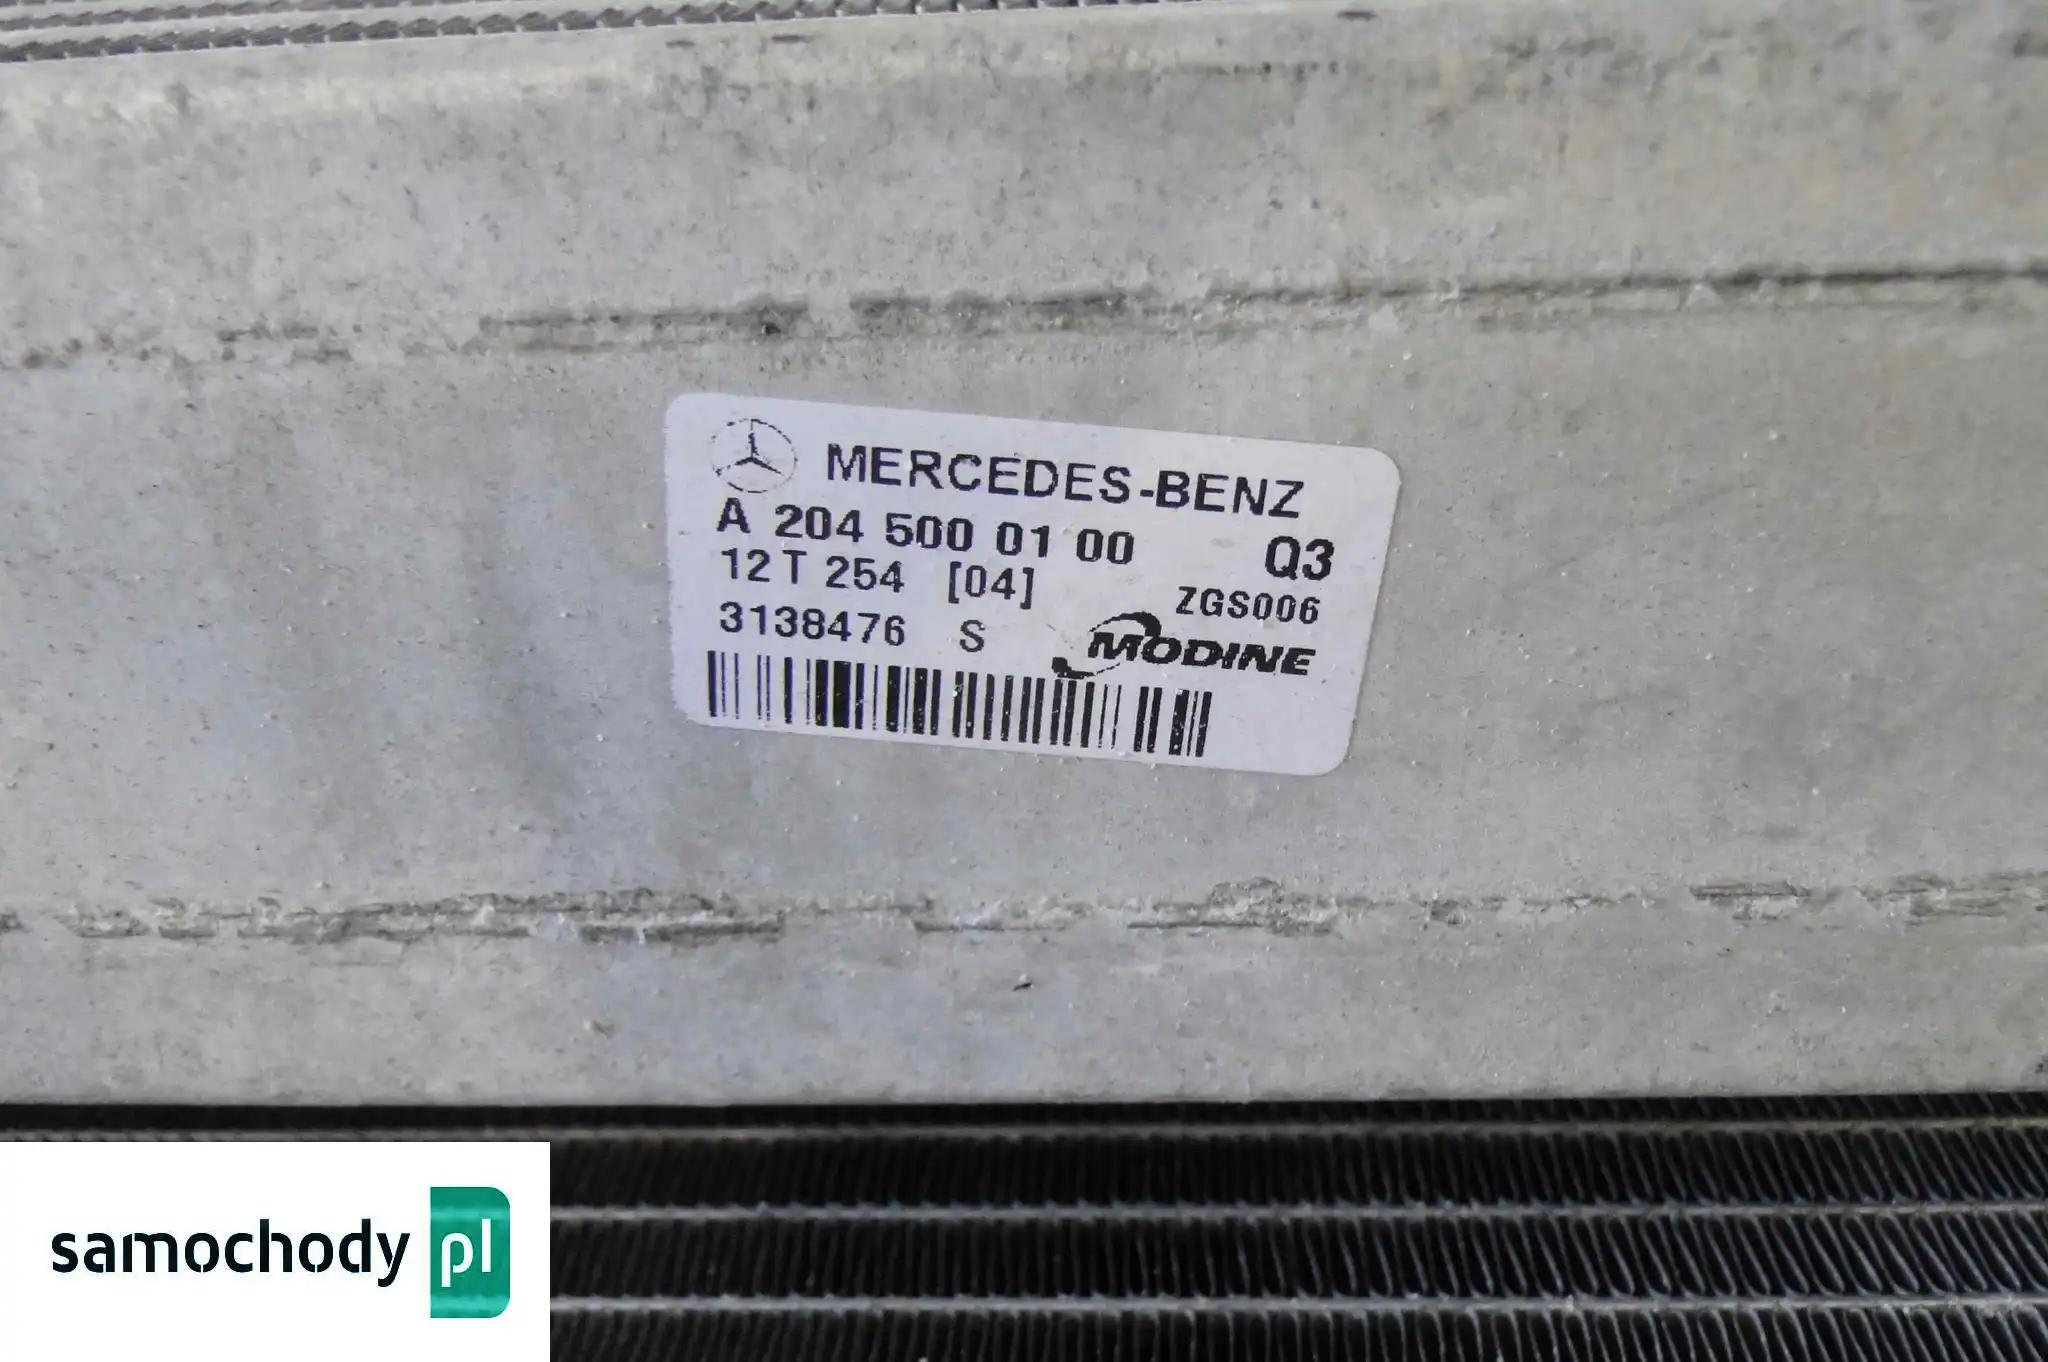 MERCEDES-BENZ
A 204 500 01 00 Q3
12 T 254 [04] ZGS006
3138476 S MODINE
samochody pl